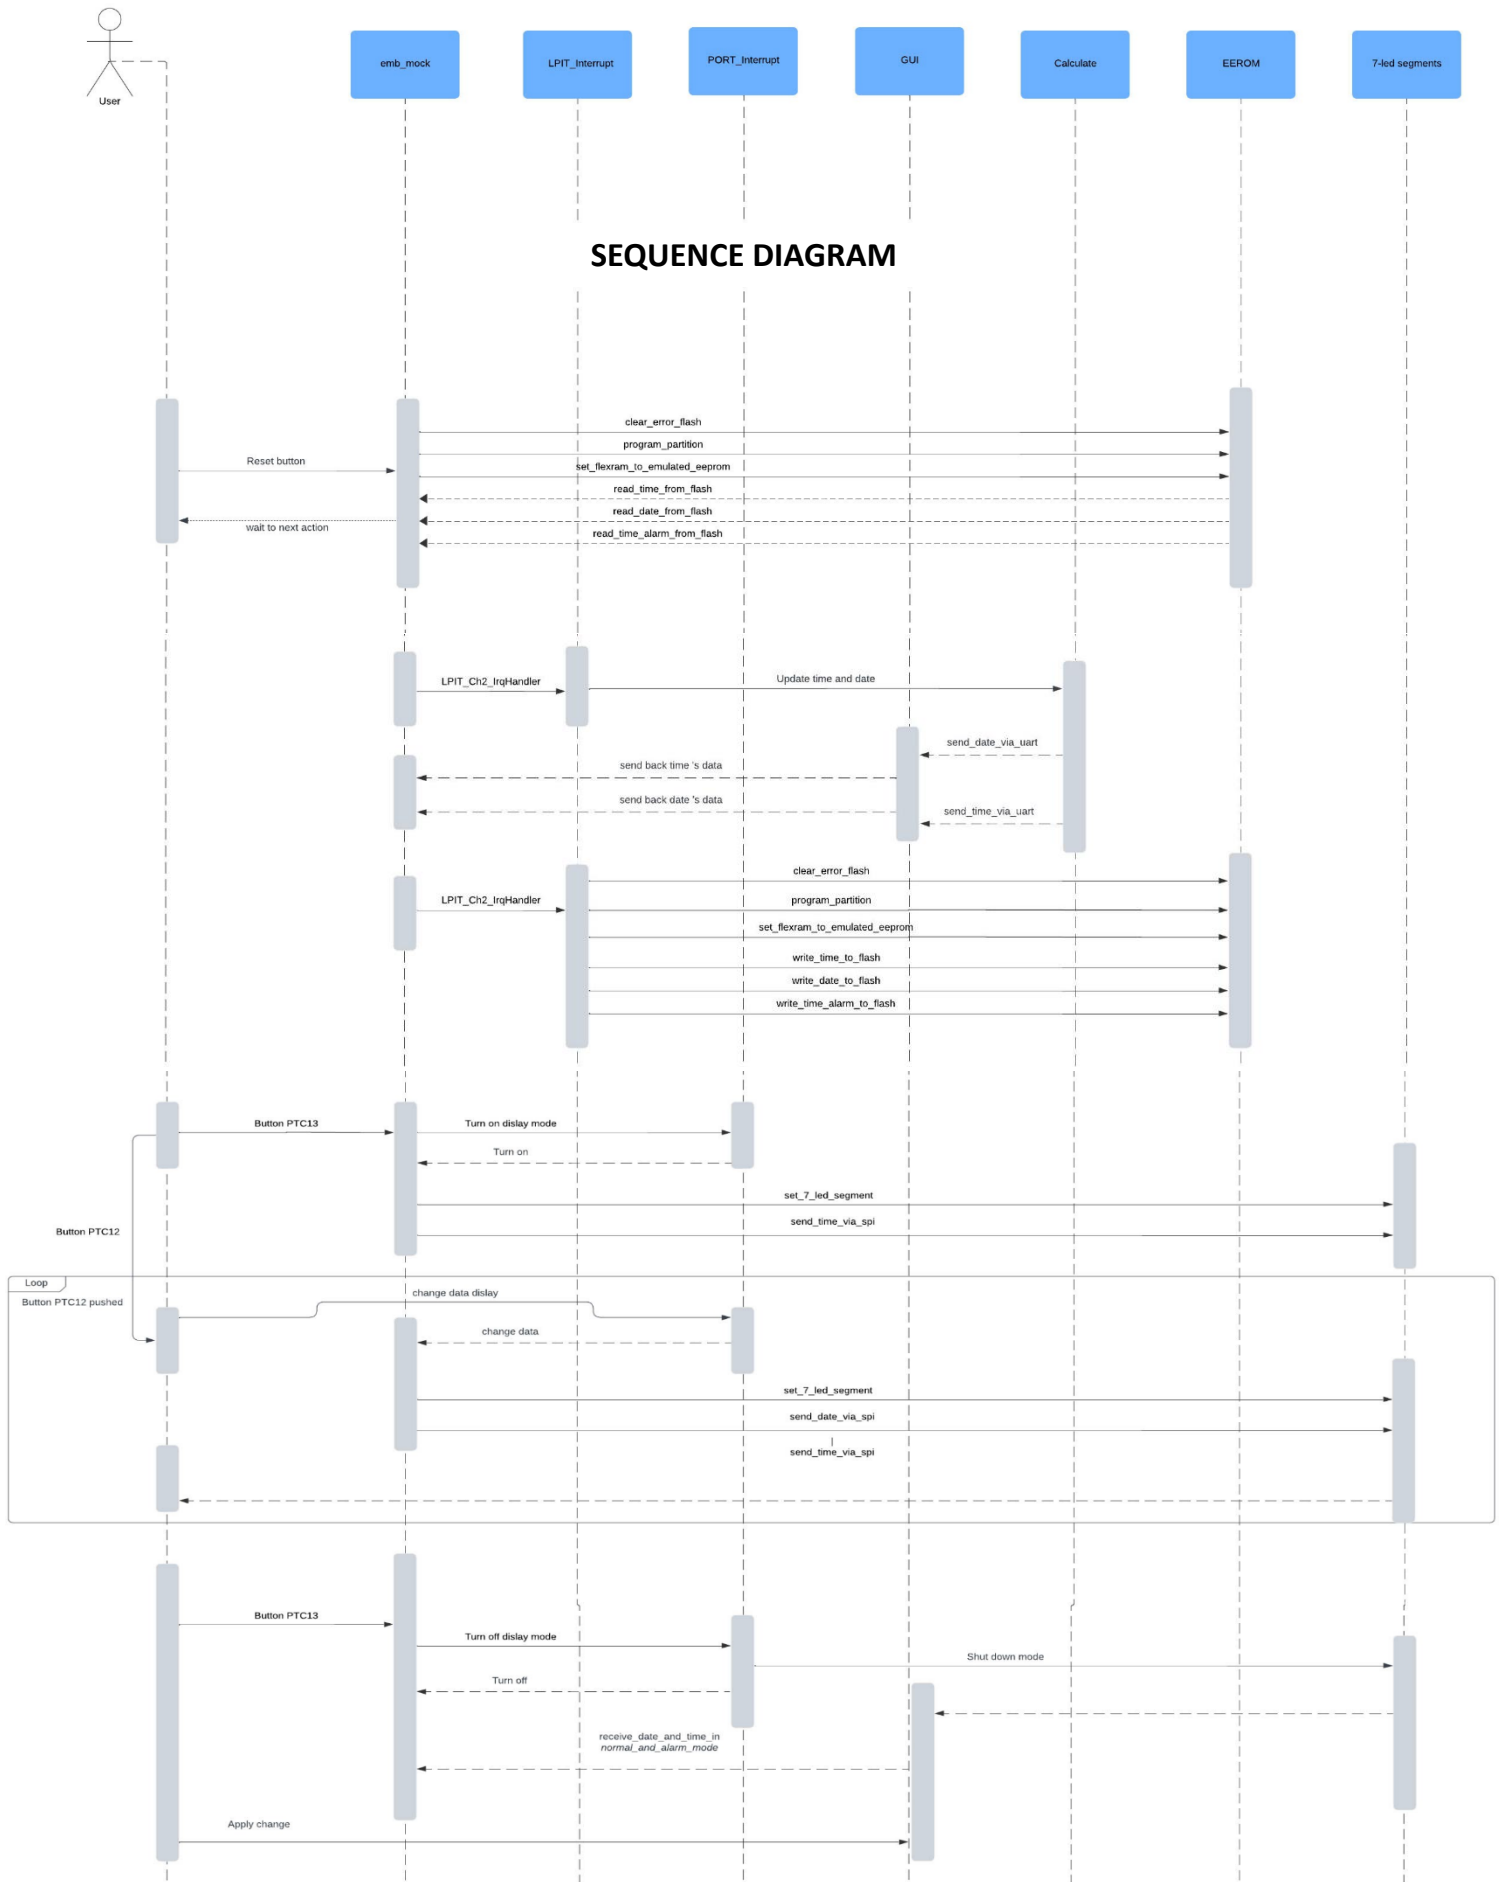 User
emb_mock
LPIT_Interrupt
PORT_Interrupt
GUI
Calculate
EEROM
7-led segments
SEQUENCE DIAGRAM
clear_error_flash
program_partition
Reset button
set_flexram_to_emulated_eeprom
read_time_from_flash
read_date_from_flash
wait to next action
read_time_alarm_from_flash
LPIT_Ch2_IrqHandler
Update time and date
send_date_via_uart
send back time 's data
send back date 's data
send_time_via_uart
clear_error_flash
LPIT_Ch2_IrqHandler
program_partition
set_flexram_to_emulated_eeprom
write_time_to_flash
write_date_to_flash
write_time_alarm_to_flash
Button PTC13
Turn on dislay mode
Turn on
set_7_led_segment
send_time_via_spi
Button PTC12
Loop
Button PTC12 pushed
change data dislay
change data
set_7_led_segment
send_date_via_spi
|
send_time_via_spi
Button PTC13
Turn off dislay mode
Shut down mode
Turn off
receive_date_and_time_in
normal_and_alarm_mode
Apply change